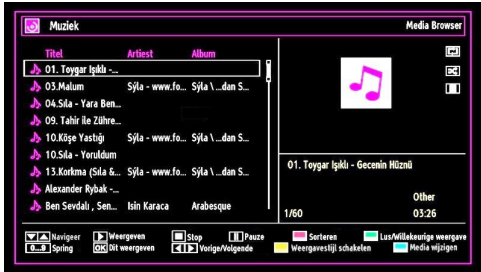 Muziek Media Browser
Titel Artiest Album
01. Toygar Işıklı -...
03.Malum Sýla - www.fo... Sýla \ ...dan S...
04.Sıla - Yara Ben...
09. Tahir ile Zühre...
10.Köşe Yastığı Sýla - www.fo... Sýla \ ...dan S...
10.Sıla - Yoruldum
13.Korkma (Sıla &... Sýla - www.fo... Sýla \ ...dan S...
Alexander Rybak -...
Ben Sevdalı , Sen... Isin Karaca Arabesque
01. Toygar Işıklı - Gecenin Hüznü
Other
1/60 03:26
Navigeer Weergeven Stop Pauze Sorteren Lus/Willekeurige weergave
0...9 Spring OK Dit weergeven Vorige/Volgende Weergavestijl schakelen Media wijzigen